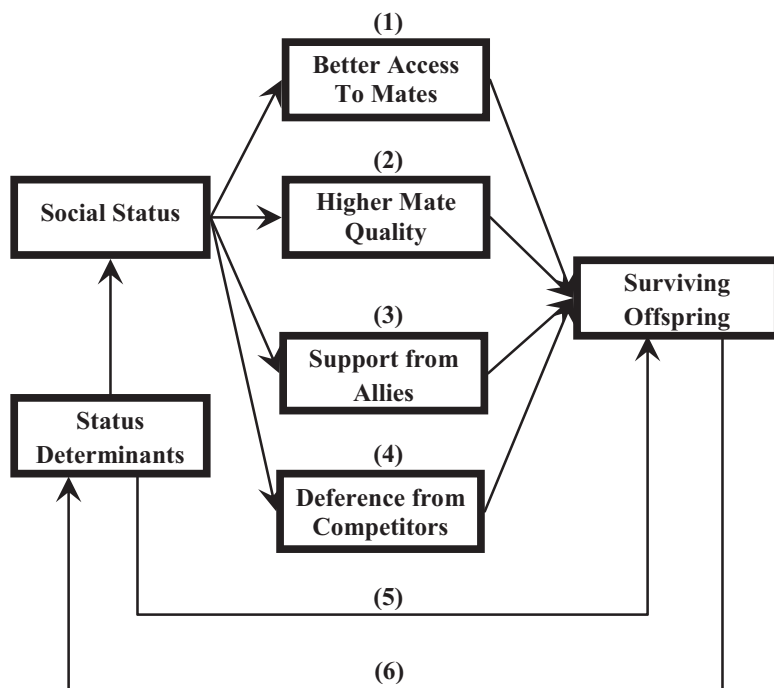 (1)
Better Access
To Mates
(2)
Social Status
Higher Mate
Quality
Surviving
Offspring
(3)
Support from
Allies
Status
Determinants
(4)
Deference from
Competitors
(5)
(6)